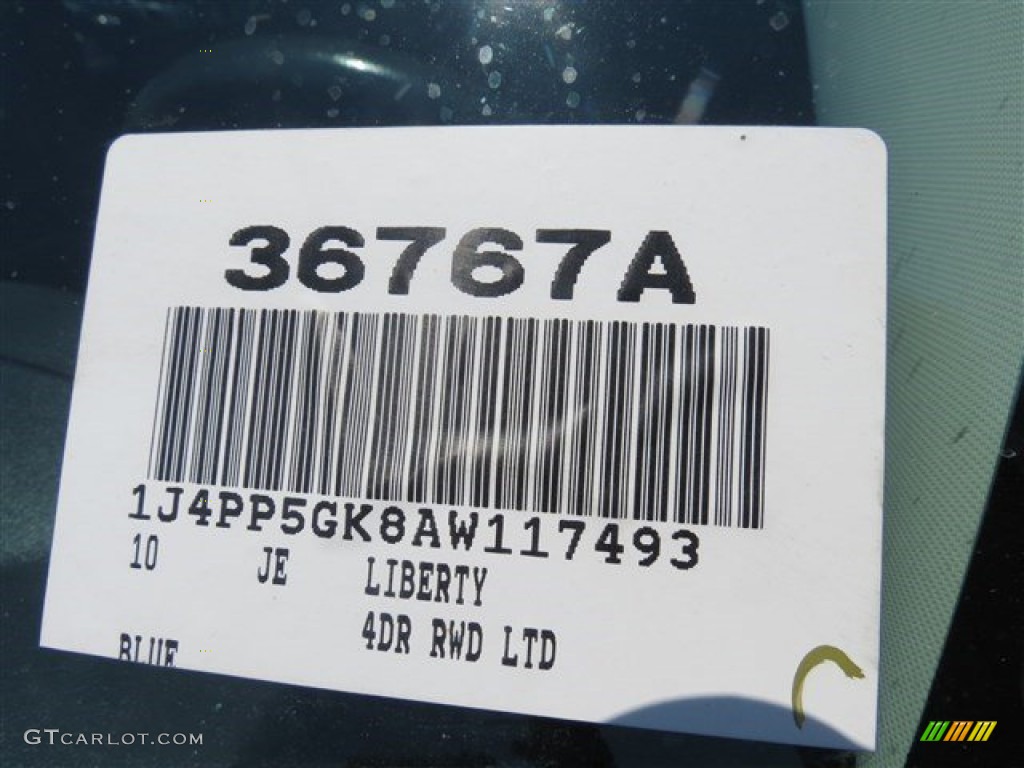 36767A
1J4PP5GK8AW117493
10 JE LIBERTY
4DR RWD LTD
BLUE
GTCARLOT.COM